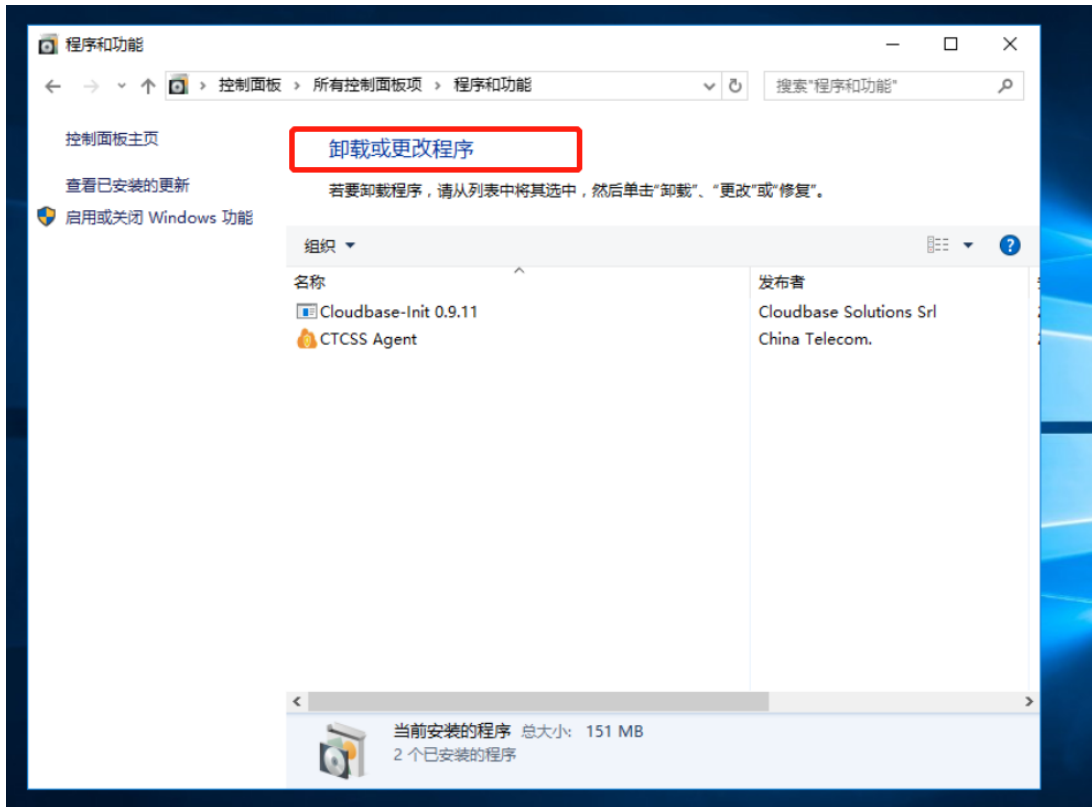 程序和功能
控制面板 › 所有控制面板项 › 程序和功能
搜索"程序和功能"
控制面板主页
查看已安装的更新
启用或关闭 Windows 功能
卸载或更改程序
若要卸载程序，请从列表中将其选中，然后单击"卸载"、"更改"或"修复"。
组织
名称 发布者
Cloudbase-Init 0.9.11 Cloudbase Solutions Srl
CTCSS Agent China Telecom.
当前安装的程序 总大小: 151 MB
2 个已安装的程序